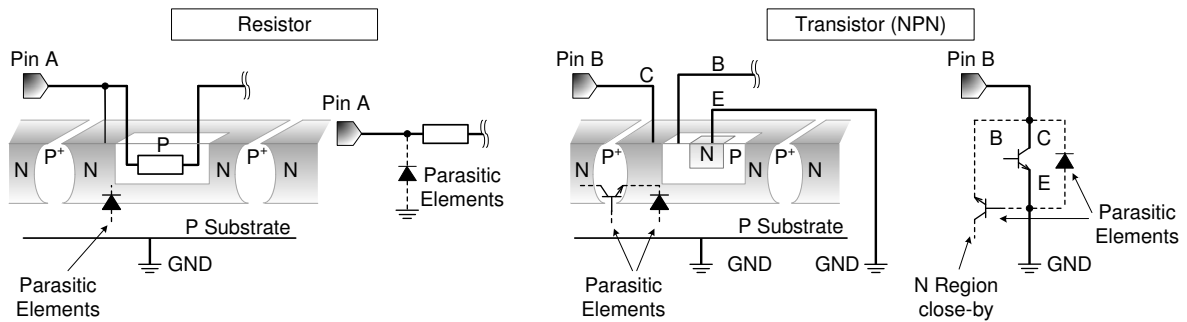 Resistor
Transistor (NPN)
Pin A
Pin A
P
N
P+
N
N
P+
N
Parasitic
Elements
P Substrate
GND
Parasitic
Elements
Pin B
C
B
E
N
P+
N
N
P
N
P+
N
P Substrate
GND
GND
Parasitic
Elements
Pin B
B
C
E
Parasitic
Elements
GND
N Region
close-by